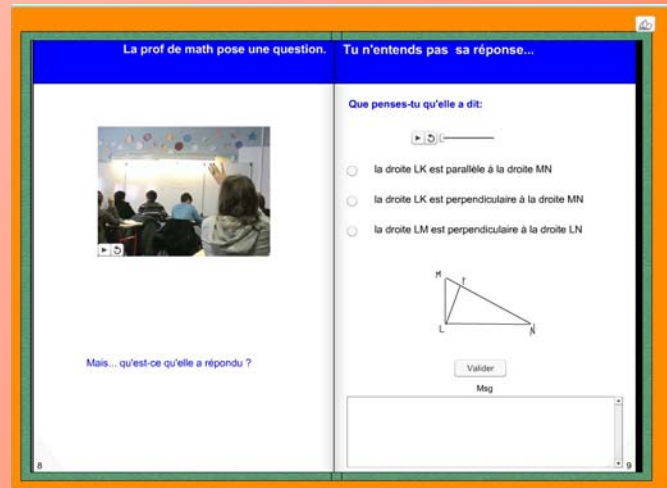 La prof de math pose une question.
Mais... qu'est-ce qu'elle a répondu ?
8
Tu n'entends pas sa réponse...
Que penses-tu qu'elle a dit:
la droite LK est parallèle à la droite MN
la droite LK est perpendiculaire à la droite MN
la droite LM est perpendiculaire à la droite LN
M
L
N
Valider
Msg
9